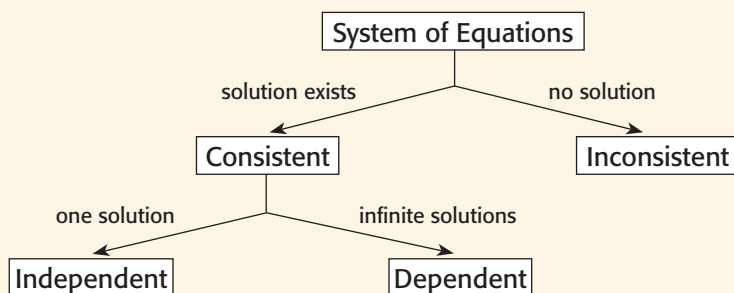 System of Equations
solution exists
no solution
Consistent
Inconsistent
one solution
infinite solutions
Independent
Dependent